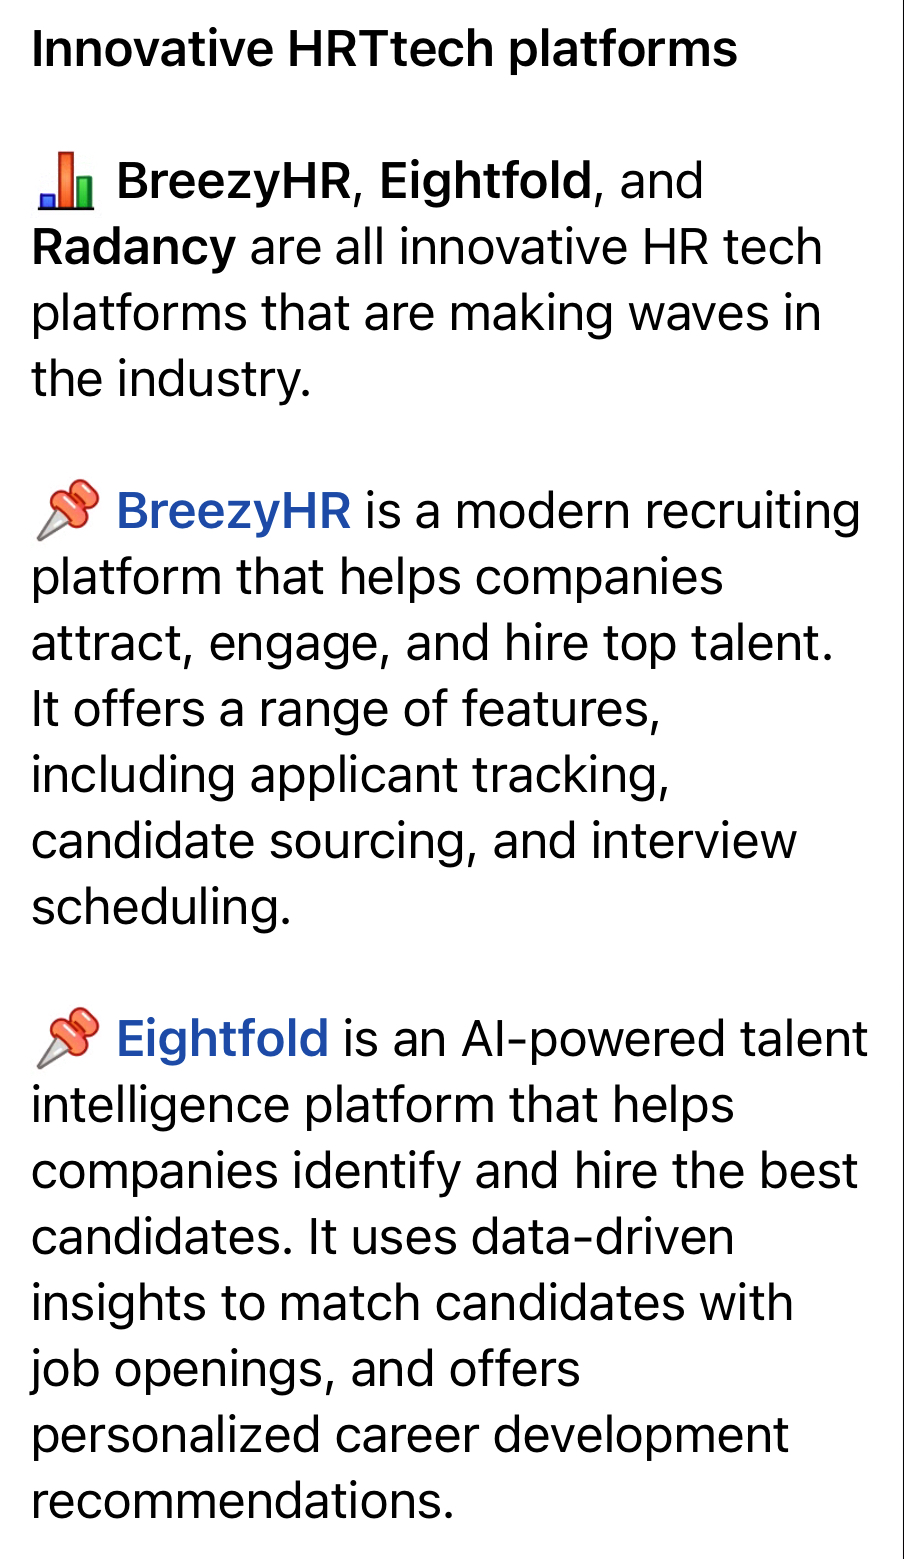 Innovative HRTtech platforms
📊 BreezyHR, Eightfold, and
Radancy are all innovative HR tech
platforms that are making waves in
the industry.
📌 BreezyHR is a modern recruiting
platform that helps companies
attract, engage, and hire top talent.
It offers a range of features,
including applicant tracking,
candidate sourcing, and interview
scheduling.
📌 Eightfold is an AI-powered talent
intelligence platform that helps
companies identify and hire the best
candidates. It uses data-driven
insights to match candidates with
job openings, and offers
personalized career development
recommendations.